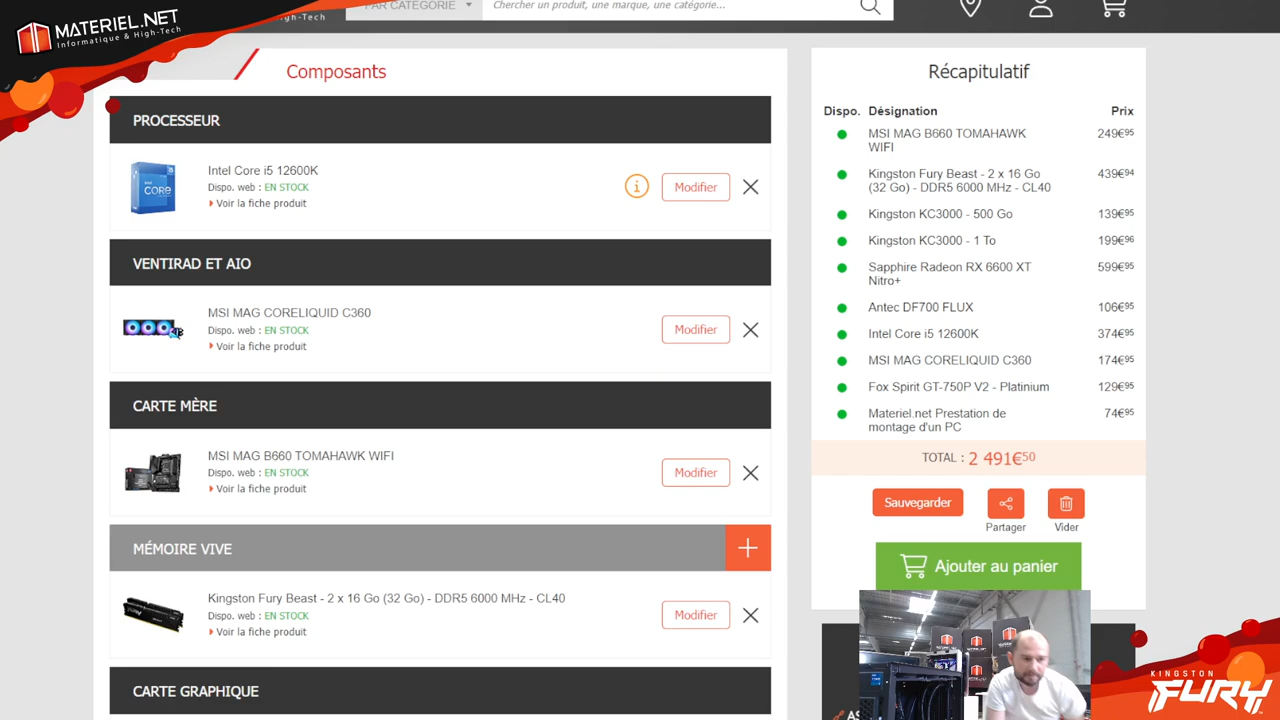 MATERIEL.NET
Informatique & High-Tech
High-Tech
PAR CATÉGORIE
Chercher un produit, une marque, une catégorie...
Composants
PROCESSEUR
Intel Core i5 12600K
Dispo. web : EN STOCK
Voir la fiche produit
Modifier
VENTIRAD ET AIO
MSI MAG CORELIQUID C360
Dispo. web : EN STOCK
Voir la fiche produit
Modifier
CARTE MÈRE
MSI MAG B660 TOMAHAWK WIFI
Dispo. web : EN STOCK
Voir la fiche produit
Modifier
MÉMOIRE VIVE
Kingston Fury Beast - 2 x 16 Go (32 Go) - DDR5 6000 MHz - CL40
Dispo. web : EN STOCK
Voir la fiche produit
Modifier
CARTE GRAPHIQUE
Récapitulatif
Dispo. Désignation Prix
MSI MAG B660 TOMAHAWK 249€95
WIFI
Kingston Fury Beast - 2 x 16 Go 439€94
(32 Go) - DDR5 6000 MHz - CL40
Kingston KC3000 - 500 Go 139€95
Kingston KC3000 - 1 To 199€96
Sapphire Radeon RX 6600 XT 599€95
Nitro+
Antec DF700 FLUX 106€95
Intel Core i5 12600K 374€95
MSI MAG CORELIQUID C360 174€95
Fox Spirit GT-750P V2 - Platinium 129€95
Materiel.net Prestation de 74€95
montage d'un PC
TOTAL : 2 491€50
Sauvegarder
Partager
Vider
Ajouter au panier
MATERIEL
MATERIEL
MATERIEL
KINGSTON
FURY